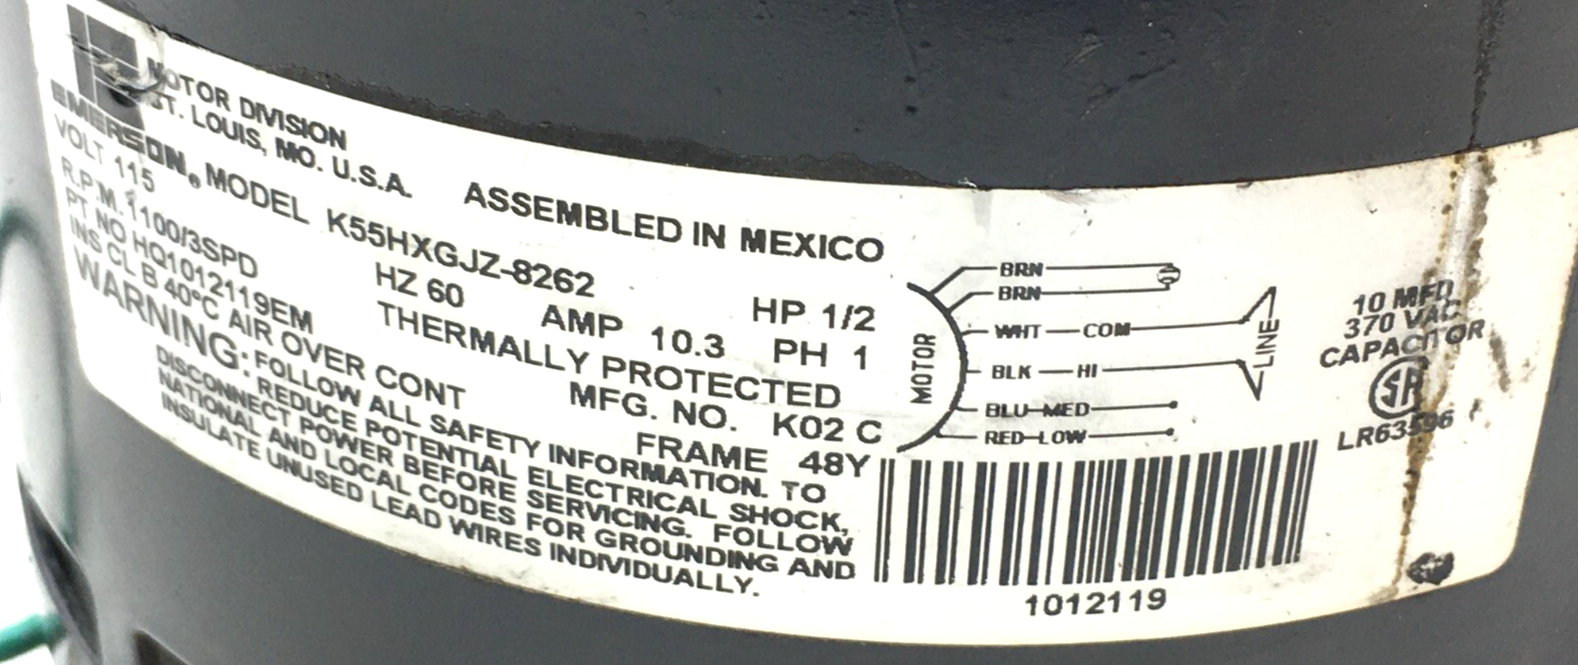 MOTOR DIVISION
ST. LOUIS, MO. U.S.A.
EMERSON® MODEL K55HXGJZ-8262
ASSEMBLED IN MEXICO
VOLT 115 HZ 60 AMP 10.3 HP 1/2
R.P.M. 1100/3SPD THERMALLY PROTECTED PH 1
PT NO HQ1012119EM MFG. NO. K02 C
INS CL B 40°C AIR OVER CONT FRAME 48Y
WARNING: FOLLOW ALL SAFETY INFORMATION. TO
REDUCE POTENTIAL ELECTRICAL SHOCK,
DISCONNECT POWER BEFORE SERVICING. FOLLOW
NATIONAL AND LOCAL CODES FOR GROUNDING AND
INSULATE UNUSED LEAD WIRES INDIVIDUALLY.
MOTOR
BRN
BRN
WHT COM
BLK HI
BLU MED
RED LOW
LINE
10 MFD
370 VAC
CAPACITOR
SA
LR63596
1012119